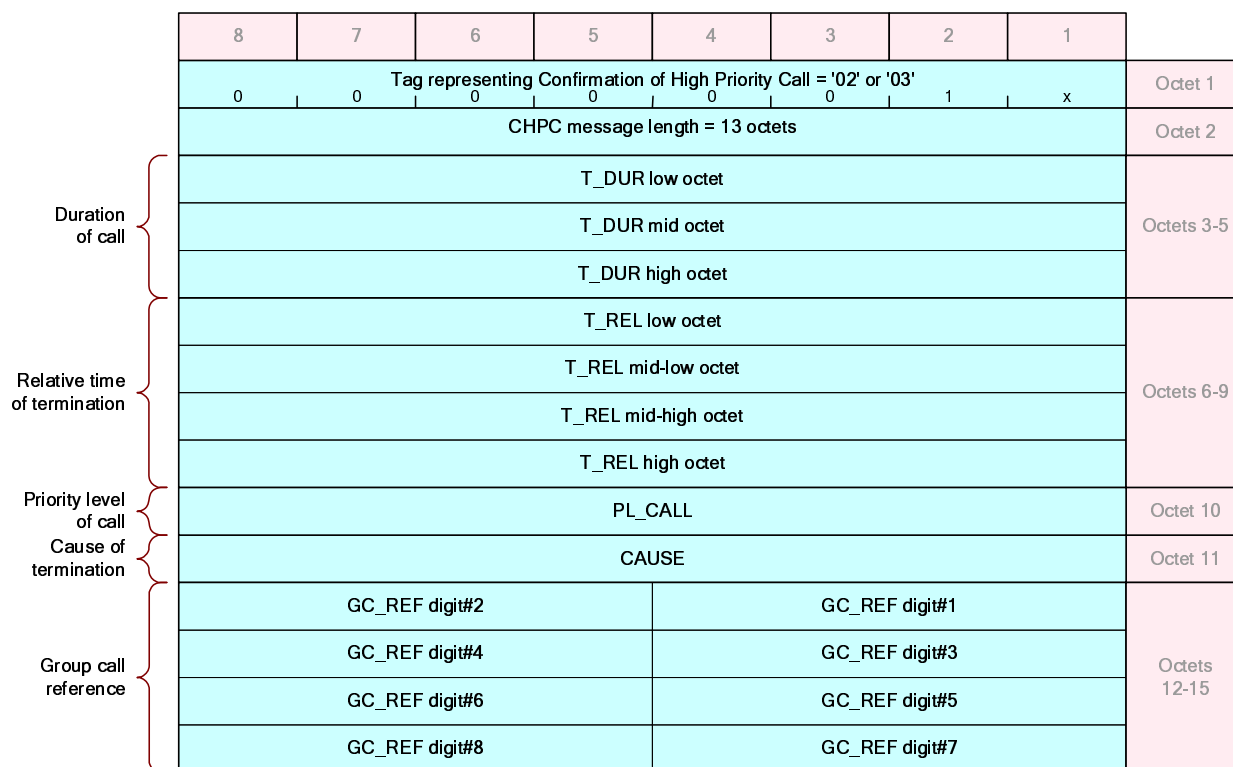 8 7 6 5 4 3 2 1
Tag representing Confirmation of High Priority Call = '02' or '03'
0 0 0 0 0 0 1 x
Octet 1
CHPC message length = 13 octets
Octet 2
Duration
of call
T_DUR low octet
T_DUR mid octet
T_DUR high octet
Octets 3-5
Relative time
of termination
T_REL low octet
T_REL mid-low octet
T_REL mid-high octet
T_REL high octet
Octets 6-9
Priority level
of call
PL_CALL
Octet 10
Cause of
termination
CAUSE
Octet 11
Group call
reference
GC_REF digit#2 GC_REF digit#1
GC_REF digit#4 GC_REF digit#3
GC_REF digit#6 GC_REF digit#5
GC_REF digit#8 GC_REF digit#7
Octets
12-15